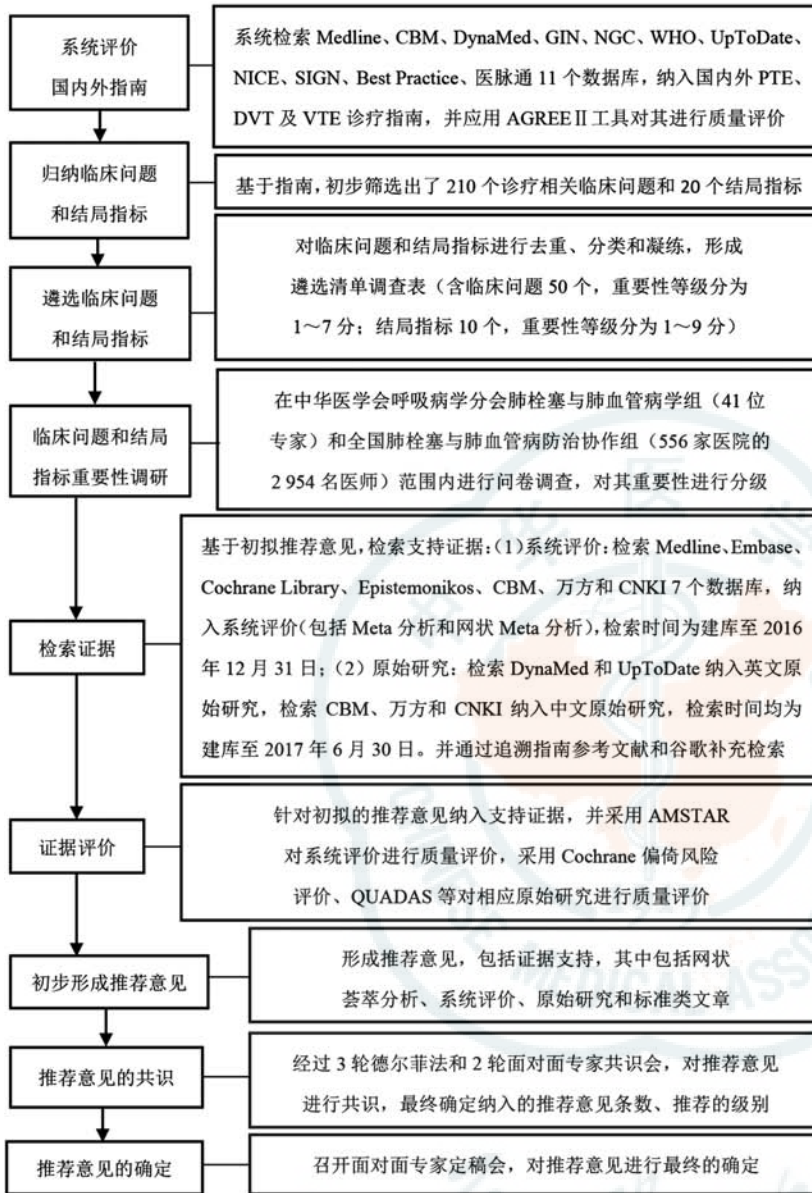 系统评价
国内外指南
系统检索 Medline、CBM、DynaMed、GIN、NGC、WHO、UpToDate、
NICE、SIGN、Best Practice、医脉通 11 个数据库，纳入国内外 PTE、
DVT 及 VTE 诊疗指南，并应用 AGREEⅡ工具对其进行质量评价
归纳临床问题
和结局指标
基于指南，初步筛选出了 210 个诊疗相关临床问题和 20 个结局指标
遴选临床问题
和结局指标
对临床问题和结局指标进行去重、分类和凝练，形成
遴选清单调查表（含临床问题 50 个，重要性等级分为
1～7 分；结局指标 10 个，重要性等级分为 1～9 分）
临床问题和结局
指标重要性调研
在中华医学会呼吸病学分会肺栓塞与肺血管病学组（41 位
专家）和全国肺栓塞与肺血管病防治协作组（556 家医院的
2 954 名医师）范围内进行问卷调查，对其重要性进行分级
检索证据
基于初拟推荐意见，检索支持证据：（1）系统评价：检索 Medline、Embase、
Cochrane Library、Epistemonikos、CBM、万方和 CNKI 7 个数据库，纳
入系统评价（包括 Meta 分析和网状 Meta 分析），检索时间为建库至 2016
年 12 月 31 日；（2）原始研究：检索 DynaMed 和 UpToDate 纳入英文原
始研究，检索 CBM、万方和 CNKI 纳入中文原始研究，检索时间均为
建库至 2017 年 6 月 30 日。并通过追溯指南参考文献和谷歌补充检索
证据评价
针对初拟的推荐意见纳入支持证据，并采用 AMSTAR
对系统评价进行质量评价，采用 Cochrane 偏倚风险
评价、QUADAS 等对相应原始研究进行质量评价
初步形成推荐意见
形成推荐意见，包括证据支持，其中包括网状
荟萃分析、系统评价、原始研究和标准类文章
推荐意见的共识
经过 3 轮德尔菲法和 2 轮面对面专家共识会，对推荐意见
进行共识，最终确定纳入的推荐意见条数、推荐的级别
推荐意见的确定
召开面对面专家定稿会，对推荐意见进行最终的确定